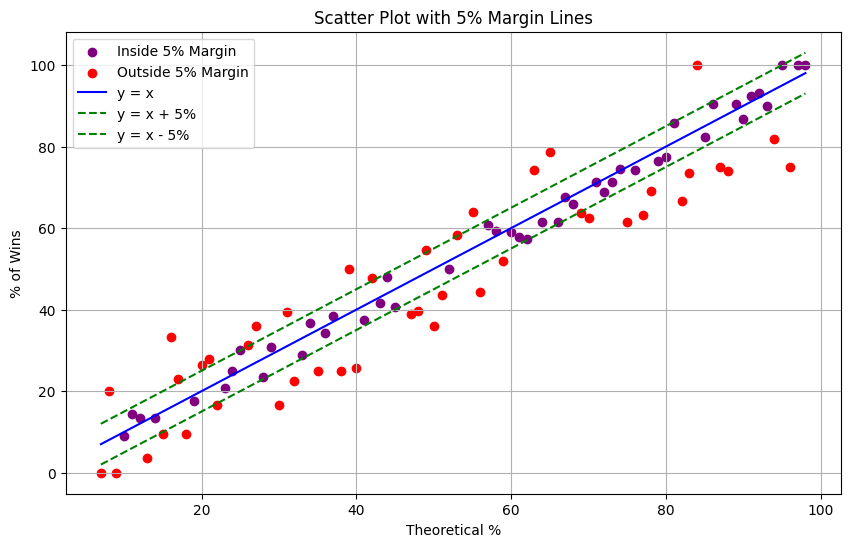 Scatter Plot with 5% Margin Lines
Inside 5% Margin
Outside 5% Margin
y = x
y = x + 5%
y = x - 5%
% of Wins
100
80
60
40
20
0
20 40 60 80 100
Theoretical %